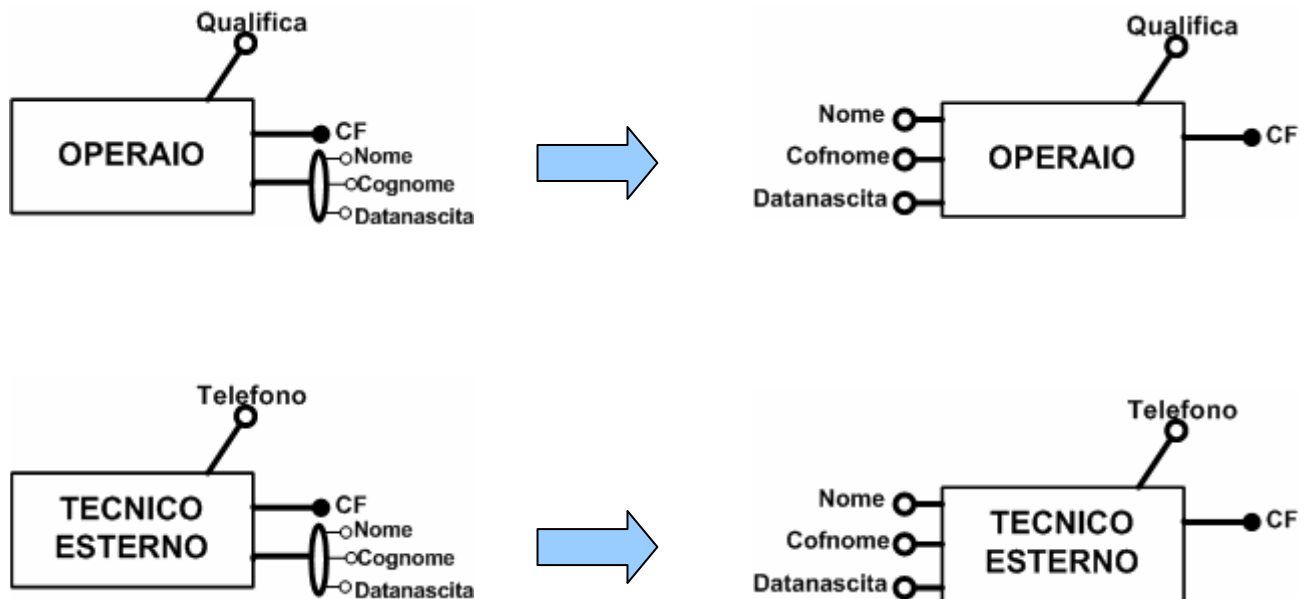 Qualifica
OPERAIO
CF
Nome
Cognome
Datanascita
Qualifica
Nome
Cofnome
Datanascita
OPERAIO
CF
Telefono
TECNICO
ESTERNO
CF
Nome
Cognome
Datanascita
Telefono
Nome
Cofnome
Datanascita
TECNICO
ESTERNO
CF